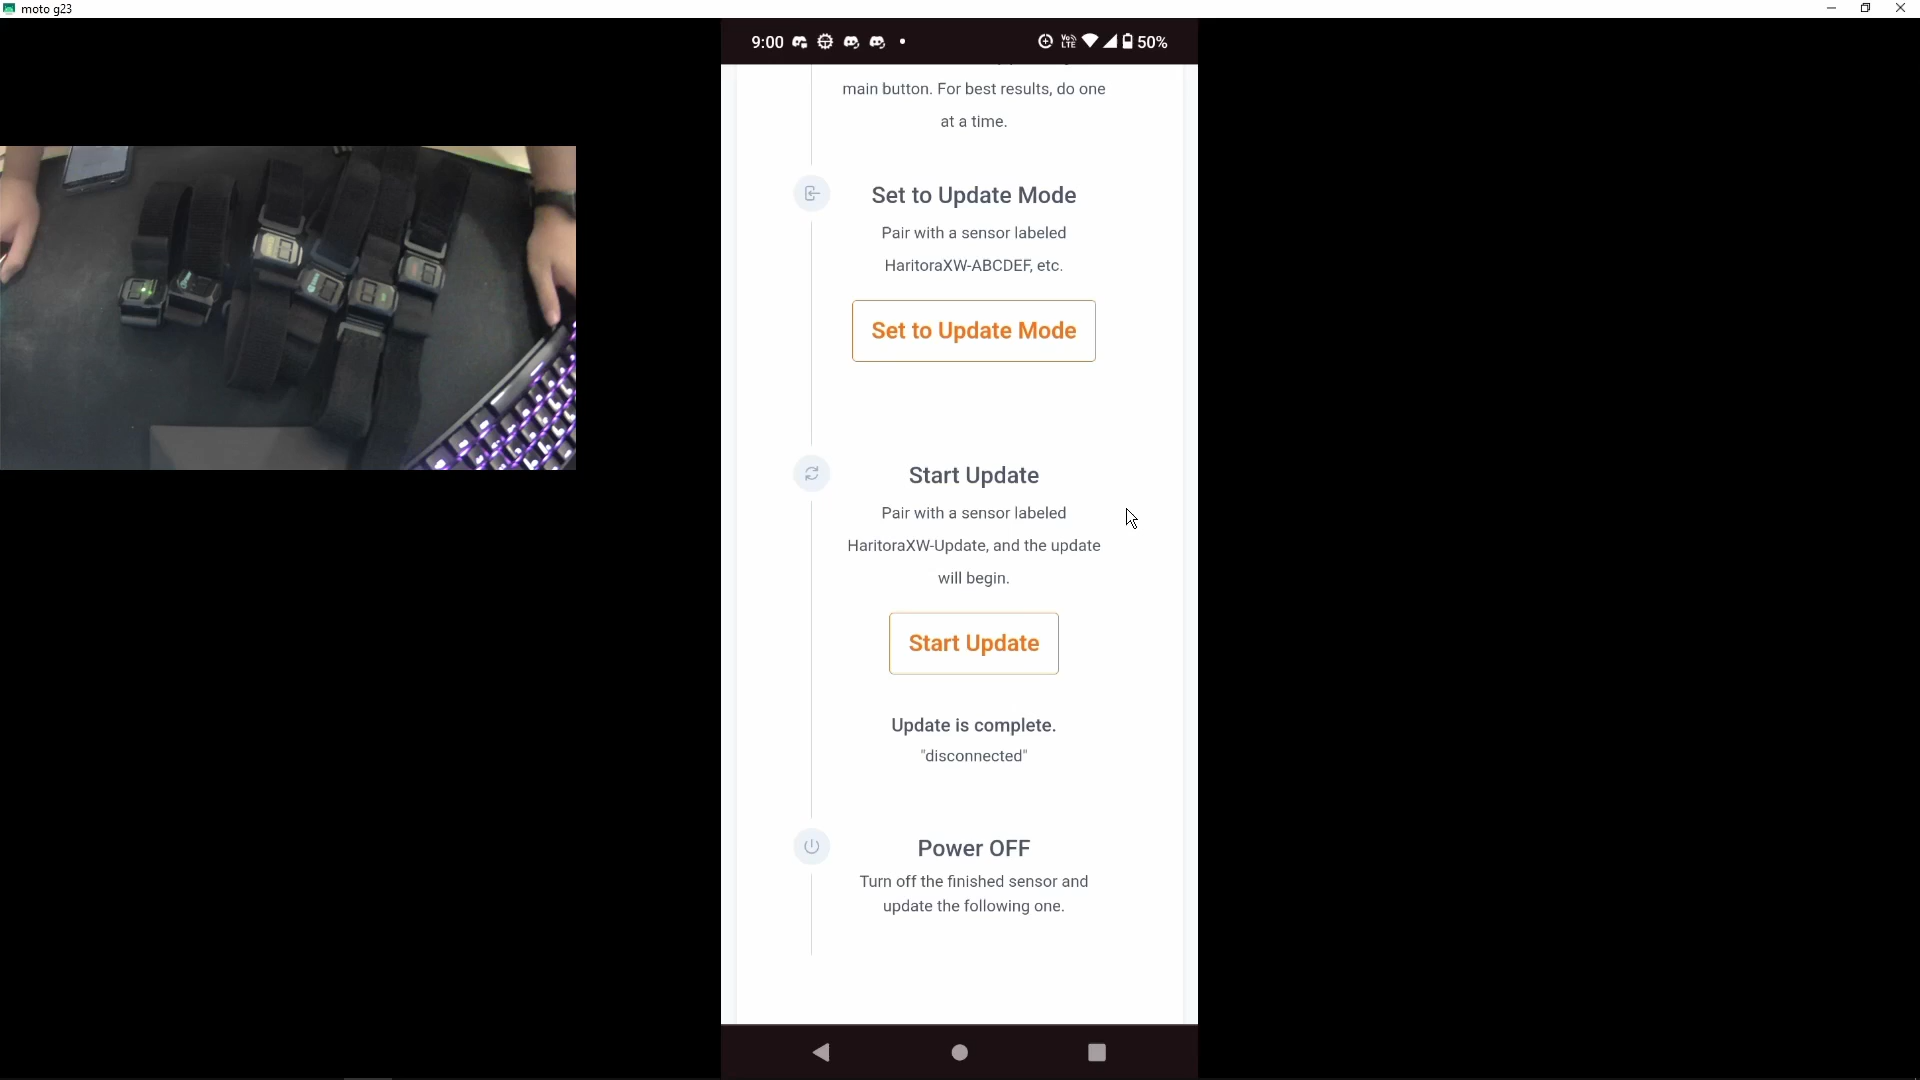 moto g23
9:00
VoLTE
50%
main button. For best results, do one
at a time.
Set to Update Mode
Pair with a sensor labeled
HaritoraXW-ABCDEF, etc.
Set to Update Mode
Start Update
Pair with a sensor labeled
HaritoraXW-Update, and the update
will begin.
Start Update
Update is complete.
"disconnected"
Power OFF
Turn off the finished sensor and
update the following one.